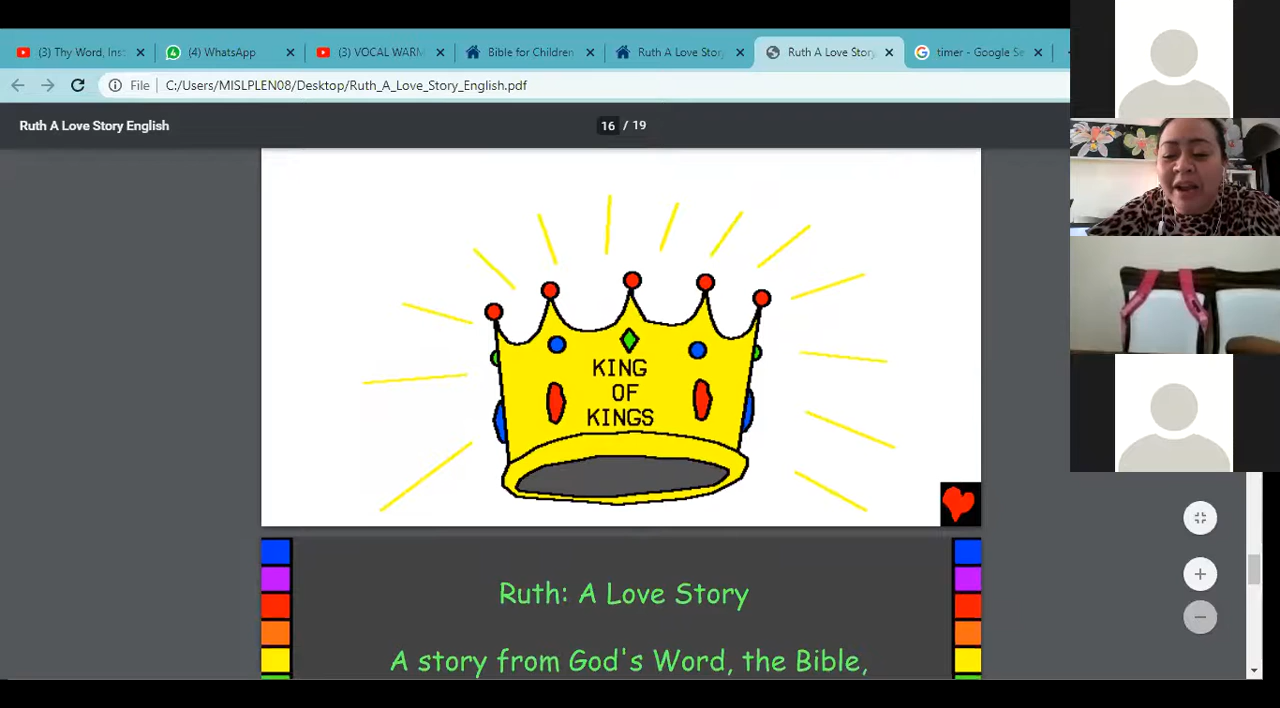 (3) Thy Word, Ins
(4) WhatsApp
(3) VOCAL WARM
Bible for Children
Ruth A Love Stor
Ruth A Love Story
timer - Google Se
File
C:/Users/MISLPLEN08/Desktop/Ruth_A_Love_Story_English.pdf
Ruth A Love Story English
16 / 19
KING
OF
KINGS
Ruth: A Love Story
A story from God's Word, the Bible,